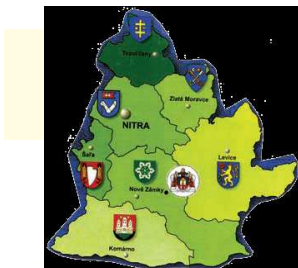 Topoľčany
Zlaté Moravce
NITRA
Šaľa
Levice
Nové Zámky
Komárno